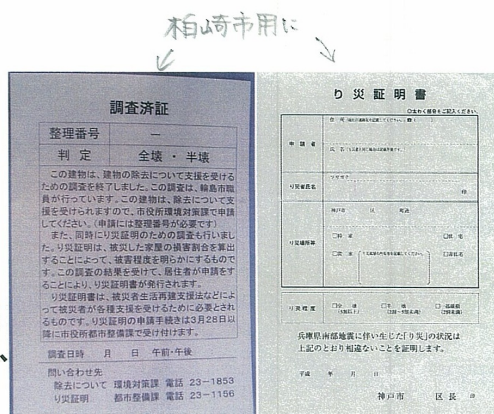 柏崎市用に
調査済証
整理番号 ー
判定 全壊・半壊
この建物は、建物の除去について支援を受ける
ための調査を終了しました。この調査は、輪島市職
員が行っています。この建物は、除去について支
援を受けられますので、市役所環境対策課で申請
してください。(申請には整理番号が必要です)
また、同時にり災証明のための調査も行いまし
た。り災証明は、被災した家屋の損害割合を算出
することによって、被害程度を明らかにするもので
す。この調査の結果を受けて、居住者が申請をす
ることにより、り災証明書が発行されます。
り災証明書は、被災者生活再建支援法などによ
って被災者が各種支援を受けるために必要とされ
るものです。り災証明の申請手続きは3月28日以
降に市役所都市整備課で受け付けます。
調査日時 月 日 午前・午後
問い合わせ先
除去について 環境対策課 電話 23-1853
り災証明 都市整備課 電話 23-1156
り災証明書
申請者
り災者氏名
様
り災場所等
神戸市
り災程度
兵庫県南部地震に伴い生じた「り災」の状況は
上記のとおり相違ないことを証明します。
平成 年 月 日
神戸市 区長